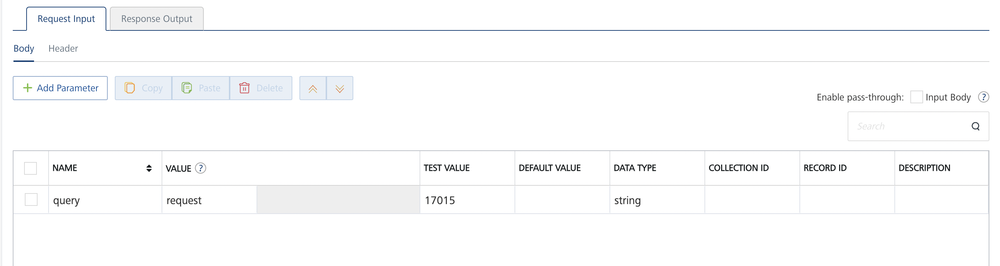 Request Input Response Output
Body Header
Add Parameter Copy Paste Delete
Enable pass-through: Input Body ?
Search
NAME VALUE ? TEST VALUE DEFAULT VALUE DATA TYPE COLLECTION ID RECORD ID DESCRIPTION
query request 17015 string